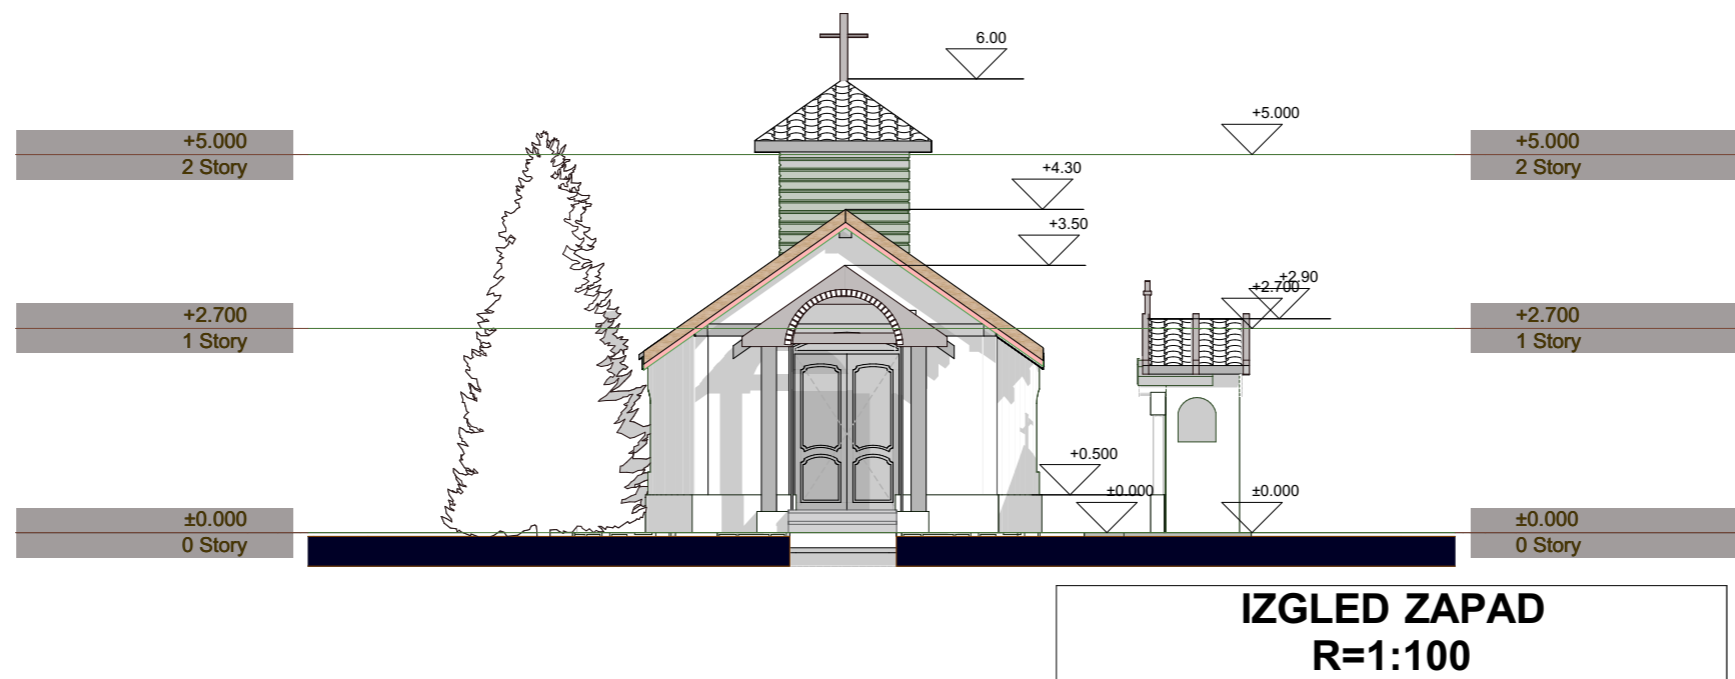 6.00
+5.000
+5.000
2 Story
+5.000
2 Story
+4.30
+3.50
+2.90
+2.700
+2.700
1 Story
+2.700
1 Story
+0.500
±0.000
±0.000
±0.000
0 Story
±0.000
0 Story
IZGLED ZAPAD
R=1:100